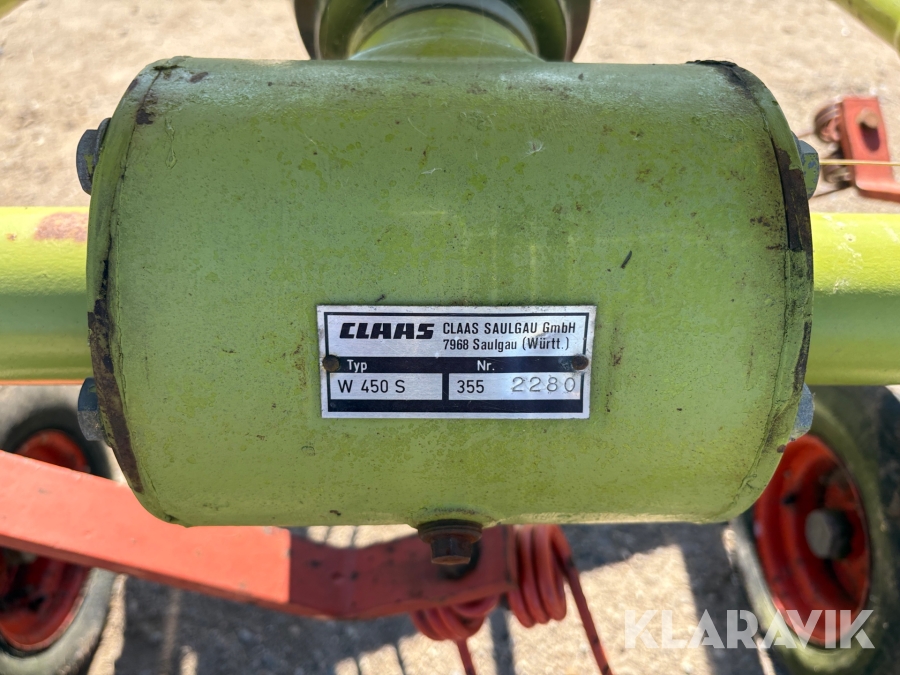 CLAAS CLAAS SAULGAU GmbH
7968 Saulgau (Württ.)
Typ Nr.
W 450 S 355 2280
KLARAVIK